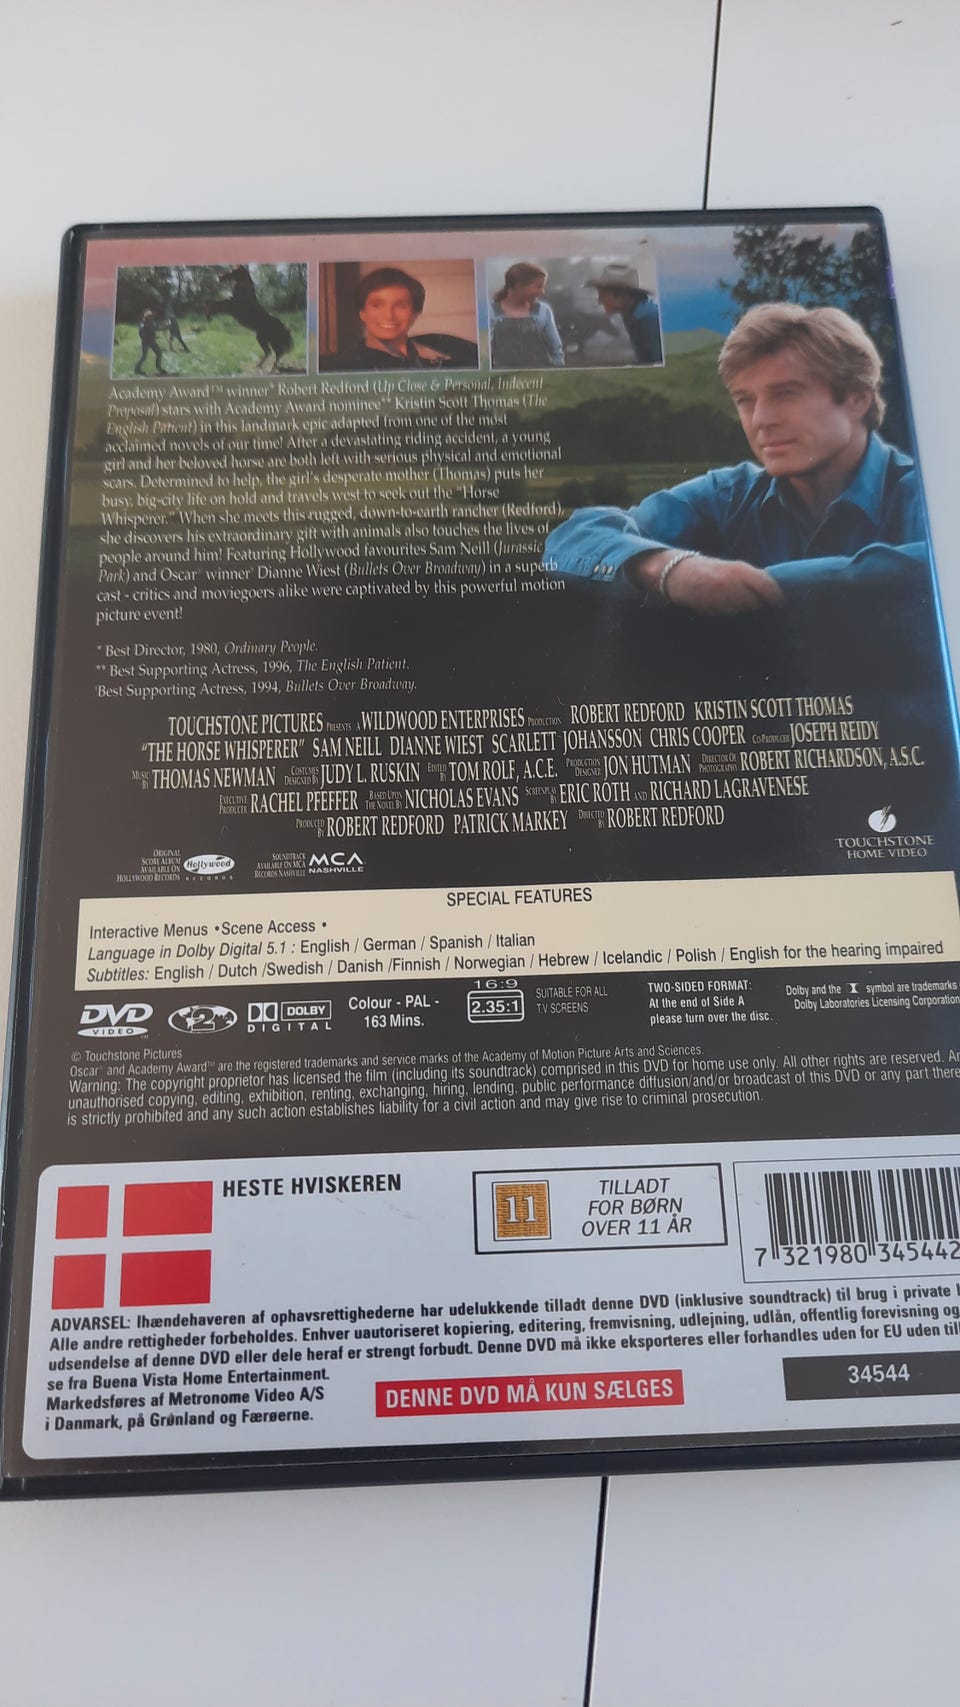 Academy Award™ winner* Robert Redford (Up Close & Personal, Indecent
Proposal) stars with Academy Award nominee** Kristin Scott Thomas (The
English Patient) in this landmark epic adapted from one of the most
acclaimed novels of our time! After a devastating riding accident, a young
girl and her beloved horse are both left with serious physical and emotional
scars. Determined to help, the girl's desperate mother (Thomas) puts her
busy, big-city life on hold and travels west to seek out the "Horse
Whisperer." When she meets this rugged, down-to-earth rancher (Redford),
she discovers his extraordinary gift with animals also touches the lives of
people around him! Featuring Hollywood favourites Sam Neill (Jurassic
Park) and Oscar® winner† Dianne Wiest (Bullets Over Broadway) in a superb
cast - critics and moviegoers alike were captivated by this powerful motion
picture event!
* Best Director, 1980, Ordinary People.
** Best Supporting Actress, 1996, The English Patient.
†Best Supporting Actress, 1994, Bullets Over Broadway.
TOUCHSTONE PICTURES PRESENTS A WILDWOOD ENTERPRISES PRODUCTION ROBERT REDFORD KRISTIN SCOTT THOMAS
"THE HORSE WHISPERER" SAM NEILL DIANNE WIEST SCARLETT JOHANSSON CHRIS COOPER CO-PRODUCER JOSEPH REIDY
MUSIC BY THOMAS NEWMAN COSTUMES DESIGNED BY JUDY L. RUSKIN EDITED BY TOM ROLF, A.C.E. PRODUCTION DESIGNER JON HUTMAN DIRECTOR OF PHOTOGRAPHY ROBERT RICHARDSON, A.S.C.
EXECUTIVE PRODUCER RACHEL PFEFFER BASED UPON THE NOVEL BY NICHOLAS EVANS SCREENPLAY BY ERIC ROTH AND RICHARD LAGRAVENESE
PRODUCED BY ROBERT REDFORD PATRICK MARKEY DIRECTED BY ROBERT REDFORD
TOUCHSTONE
HOME VIDEO
ORIGINAL
SCORE ALBUM
AVAILABLE ON
HOLLYWOOD RECORDS
Hollywood
RECORDS
SOUNDTRACK
AVAILABLE ON MCA
RECORDS NASHVILLE
MCA
NASHVILLE
SPECIAL FEATURES
Interactive Menus • Scene Access •
Language in Dolby Digital 5.1 : English / German / Spanish / Italian
Subtitles: English / Dutch /Swedish / Danish /Finnish / Norwegian / Hebrew / Icelandic / Polish / English for the hearing impaired
DVD
VIDEO
2
DOLBY
DIGITAL
Colour - PAL -
163 Mins.
16:9
2.35:1
SUITABLE FOR ALL
T.V SCREENS
TWO-SIDED FORMAT:
At the end of Side A
please turn over the disc.
Dolby and the symbol are trademarks
Dolby Laboratories Licensing Corporation
© Touchstone Pictures
Oscar® and Academy Award™ are the registered trademarks and service marks of the Academy of Motion Picture Arts and Sciences.
Warning: The copyright proprietor has licensed the film (including its soundtrack) comprised in this DVD for home use only. All other rights are reserved. An
unauthorised copying, editing, exhibition, renting, exchanging, hiring, lending, public performance diffusion/and/or broadcast of this DVD or any part there
is strictly prohibited and any such action establishes liability for a civil action and may give rise to criminal prosecution.
HESTE HVISKEREN
11
TILLADT
FOR BØRN
OVER 11 ÅR
7 321980 345442
ADVARSEL: Ihændehaveren af ophavsrettighederne har udelukkende tilladt denne DVD (inklusive soundtrack) til brug i private
Alle andre rettigheder forbeholdes. Enhver uautoriseret kopiering, editering, fremvisning, udlejning, udlån, offentlig forevisning og
udsendelse af denne DVD eller dele heraf er strengt forbudt. Denne DVD må ikke eksporteres eller forhandles uden for EU uden til
se fra Buena Vista Home Entertainment.
Markedsføres af Metronome Video A/S
i Danmark, på Grønland og Færøerne.
DENNE DVD MÅ KUN SÆLGES
34544